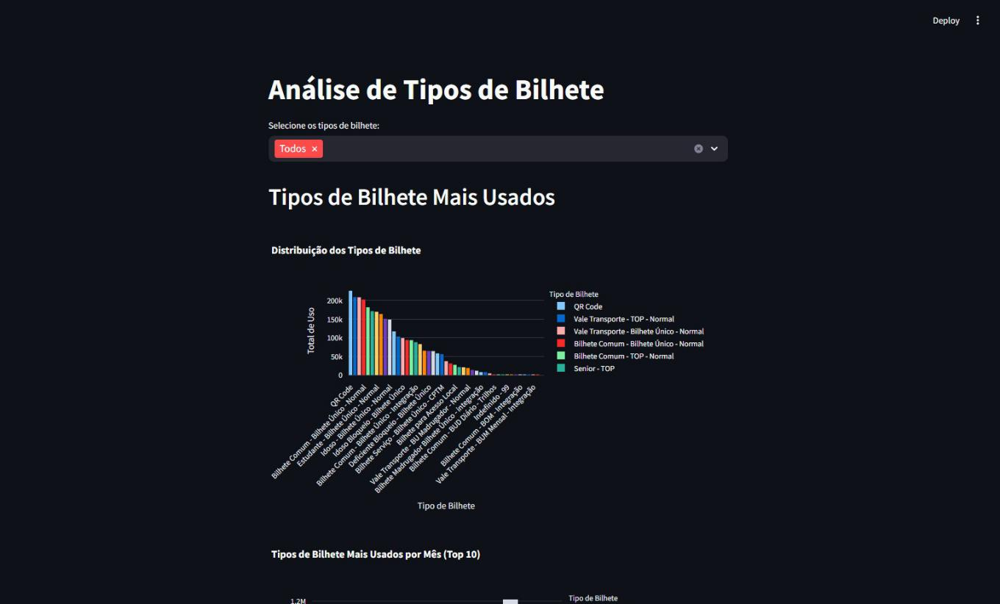 Deploy
Análise de Tipos de Bilhete
Selecione os tipos de bilhete:
Todos ×
Tipos de Bilhete Mais Usados
Distribuição dos Tipos de Bilhete
Total de Uso
200k
150k
100k
50k
0
Tipo de Bilhete
QR Code
Vale Transporte - TOP - Normal
Vale Transporte - Bilhete Único - Normal
Bilhete Comum - Bilhete Único - Normal
Bilhete Comum - TOP - Normal
Senior - TOP
QR Code
Bilhete Comum - Bilhete Único - Normal
Estudante - Bilhete Único - Normal
Idoso - Bilhete Único - Normal
Idoso Bloqueio - Bilhete Único
Bilhete Comum - Bilhete Único - Integração
Deficiente Bloqueio - Bilhete Único
Bilhete Serviço - Bilhete Único - CPTM
Bilhete para Acesso Local
Vale Transporte - BU Madrugador - Normal
Bilhete Madrugador Bilhete Único - Integração
Bilhete Comum - BUD Diário - Trilhos
Indefinido - 99
Bilhete Comum - BOM - Integração
Vale Transporte - BUM Mensal - Integração
Tipo de Bilhete
Tipos de Bilhete Mais Usados por Mês (Top 10)
1.2M
Tipo de Bilhete